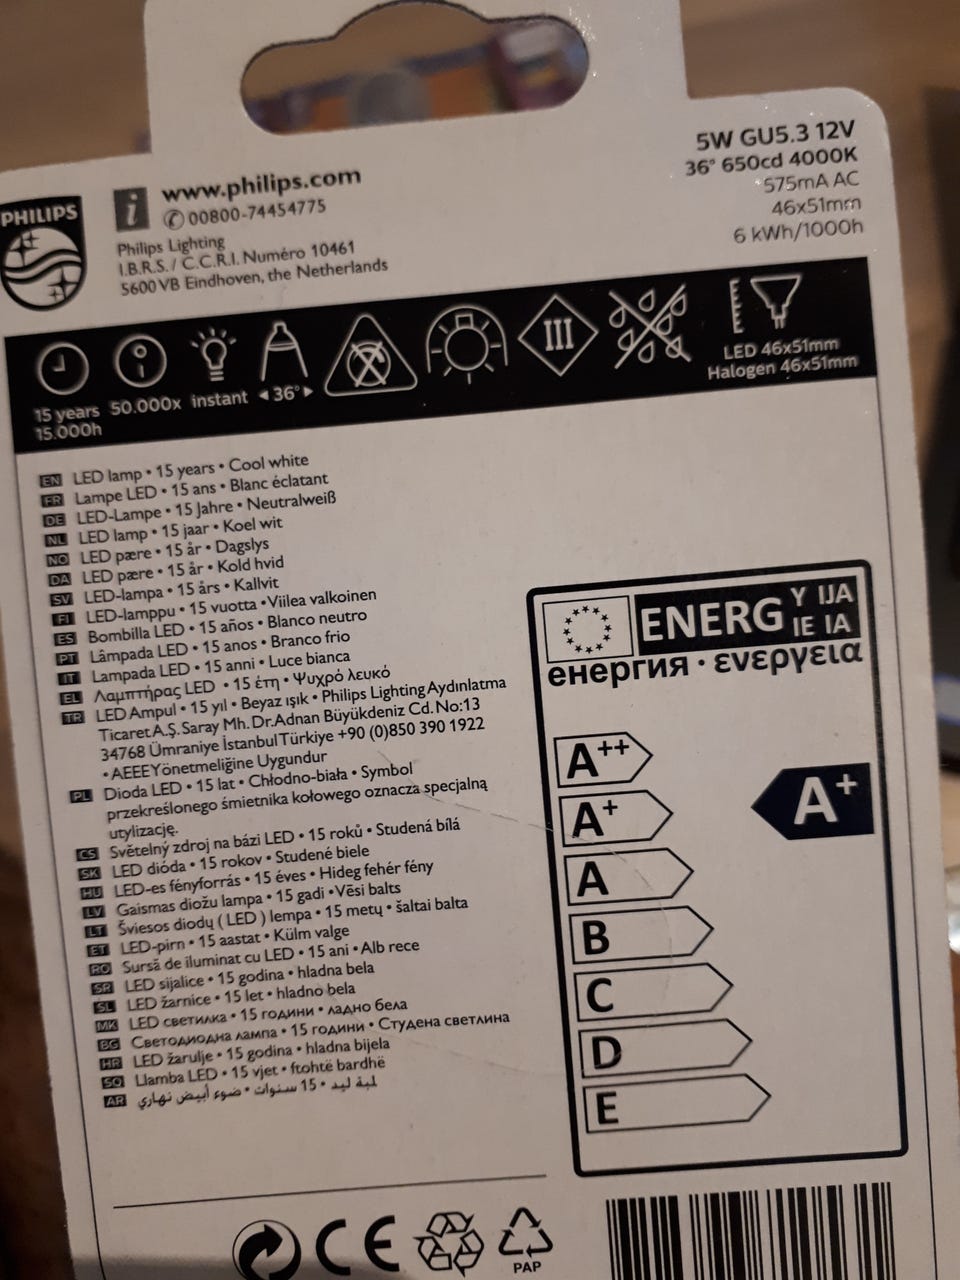 5W GU5.3 12V
36° 650cd 4000K
575mA AC
46x51mm
6 kWh/1000h
PHILIPS
i www.philips.com
✆ 00800-74454775
Philips Lighting
I.B.R.S. / C.C.R.I. Numéro 10461
5600 VB Eindhoven, the Netherlands
III
15 years 50.000x instant ◄36°►
15.000h
LED 46x51mm
Halogen 46x51mm
EN LED lamp • 15 years • Cool white
FR Lampe LED • 15 ans • Blanc éclatant
DE LED-Lampe • 15 Jahre • Neutralweiß
NL LED lamp • 15 jaar • Koel wit
NO LED pære • 15 år • Dagslys
DA LED pære • 15 år • Kold hvid
SV LED-lampa • 15 års • Kallvit
FI LED-lamppu • 15 vuotta • Viilea valkoinen
ES Bombilla LED • 15 años • Blanco neutro
PT Lâmpada LED • 15 anos • Branco frio
IT Lampada LED • 15 anni • Luce bianca
EL Λαμπτήρας LED • 15 έτη • Ψυχρό λευκό
TR LED Ampul • 15 yıl • Beyaz ışık • Philips Lighting Aydınlatma
Ticaret A.Ş. Saray Mh. Dr.Adnan Büyükdeniz Cd. No:13
34768 Ümraniye İstanbul Türkiye +90 (0)850 390 1922
• AEEE Yönetmeliğine Uygundur
PL Dioda LED • 15 lat • Chłodno-biała • Symbol
przekreślonego śmietnika kołowego oznacza specjalną
utylizację.
CS Světelný zdroj na bázi LED • 15 roků • Studená bílá
SK LED dióda • 15 rokov • Studené biele
HU LED-es fényforrás • 15 éves • Hideg fehér fény
LV Gaismas diožu lampa • 15 gadi • Vēsi balts
LT Šviesos diodų ( LED ) lempa • 15 metų • šaltai balta
ET LED-pirn • 15 aastat • Külm valge
RO Sursă de iluminat cu LED • 15 ani • Alb rece
SR LED sijalice • 15 godina • hladna bela
SL LED žarnice • 15 let • hladno bela
MK LED светилка • 15 години • ладно бела
BG Светодиодна лампа • 15 години • Студена светлина
HR LED žarulje • 15 godina • hladna bijela
SQ Llamba LED • 15 vjet • ftohtë bardhë
AR لمبة ليد • 15 سنوات • ضوء أبيض نهاري
ENERG Y IJA
IE IA
енергия · ενεργεια
A++
A+
A+
A
B
C
D
E
CE
PAP